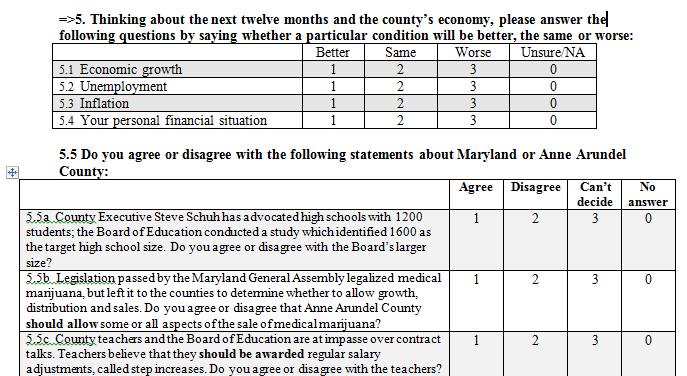 =>5. Thinking about the next twelve months and the county's economy, please answer the
following questions by saying whether a particular condition will be better, the same or worse:
Better Same Worse Unsure/NA
5.1 Economic growth 1 2 3 0
5.2 Unemployment 1 2 3 0
5.3 Inflation 1 2 3 0
5.4 Your personal financial situation 1 2 3 0
5.5 Do you agree or disagree with the following statements about Maryland or Anne Arundel
County:
Agree Disagree Can't No
decide answer
5.5a County Executive Steve Schuh has advocated high schools with 1200 1 2 3 0
students; the Board of Education conducted a study which identified 1600 as
the target high school size. Do you agree or disagree with the Board's larger
size?
5.5b Legislation passed by the Maryland General Assembly legalized medical 1 2 3 0
marijuana, but left it to the counties to determine whether to allow growth,
distribution and sales. Do you agree or disagree that Anne Arundel County
should allow some or all aspects of the sale of medical marijuana?
5.5c County teachers and the Board of Education are at impasse over contract 1 2 3 0
talks. Teachers believe that they should be awarded regular salary
adjustments, called step increases. Do you agree or disagree with the teachers?